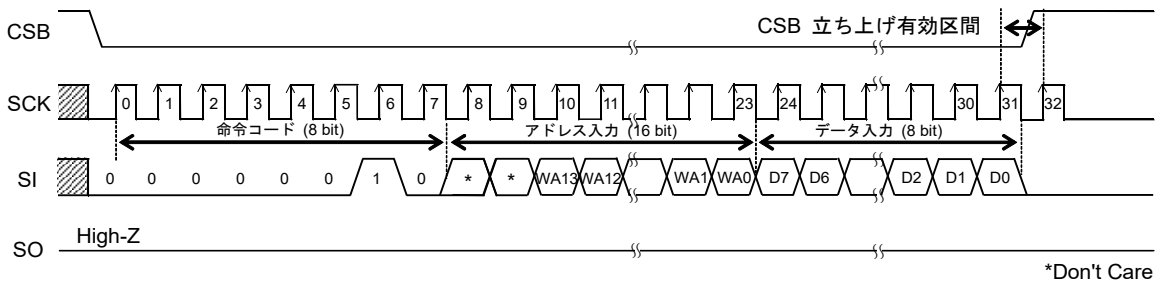 CSB
CSB 立ち上げ有効区間
SCK
0 1 2 3 4 5 6 7 8 9 10 11 23 24 30 31 32
命令コード (8 bit) アドレス入力 (16 bit) データ入力 (8 bit)
SI
0 0 0 0 0 0 1 0 * * WA13 WA12 WA1 WA0 D7 D6 D2 D1 D0
High-Z
SO
*Don't Care